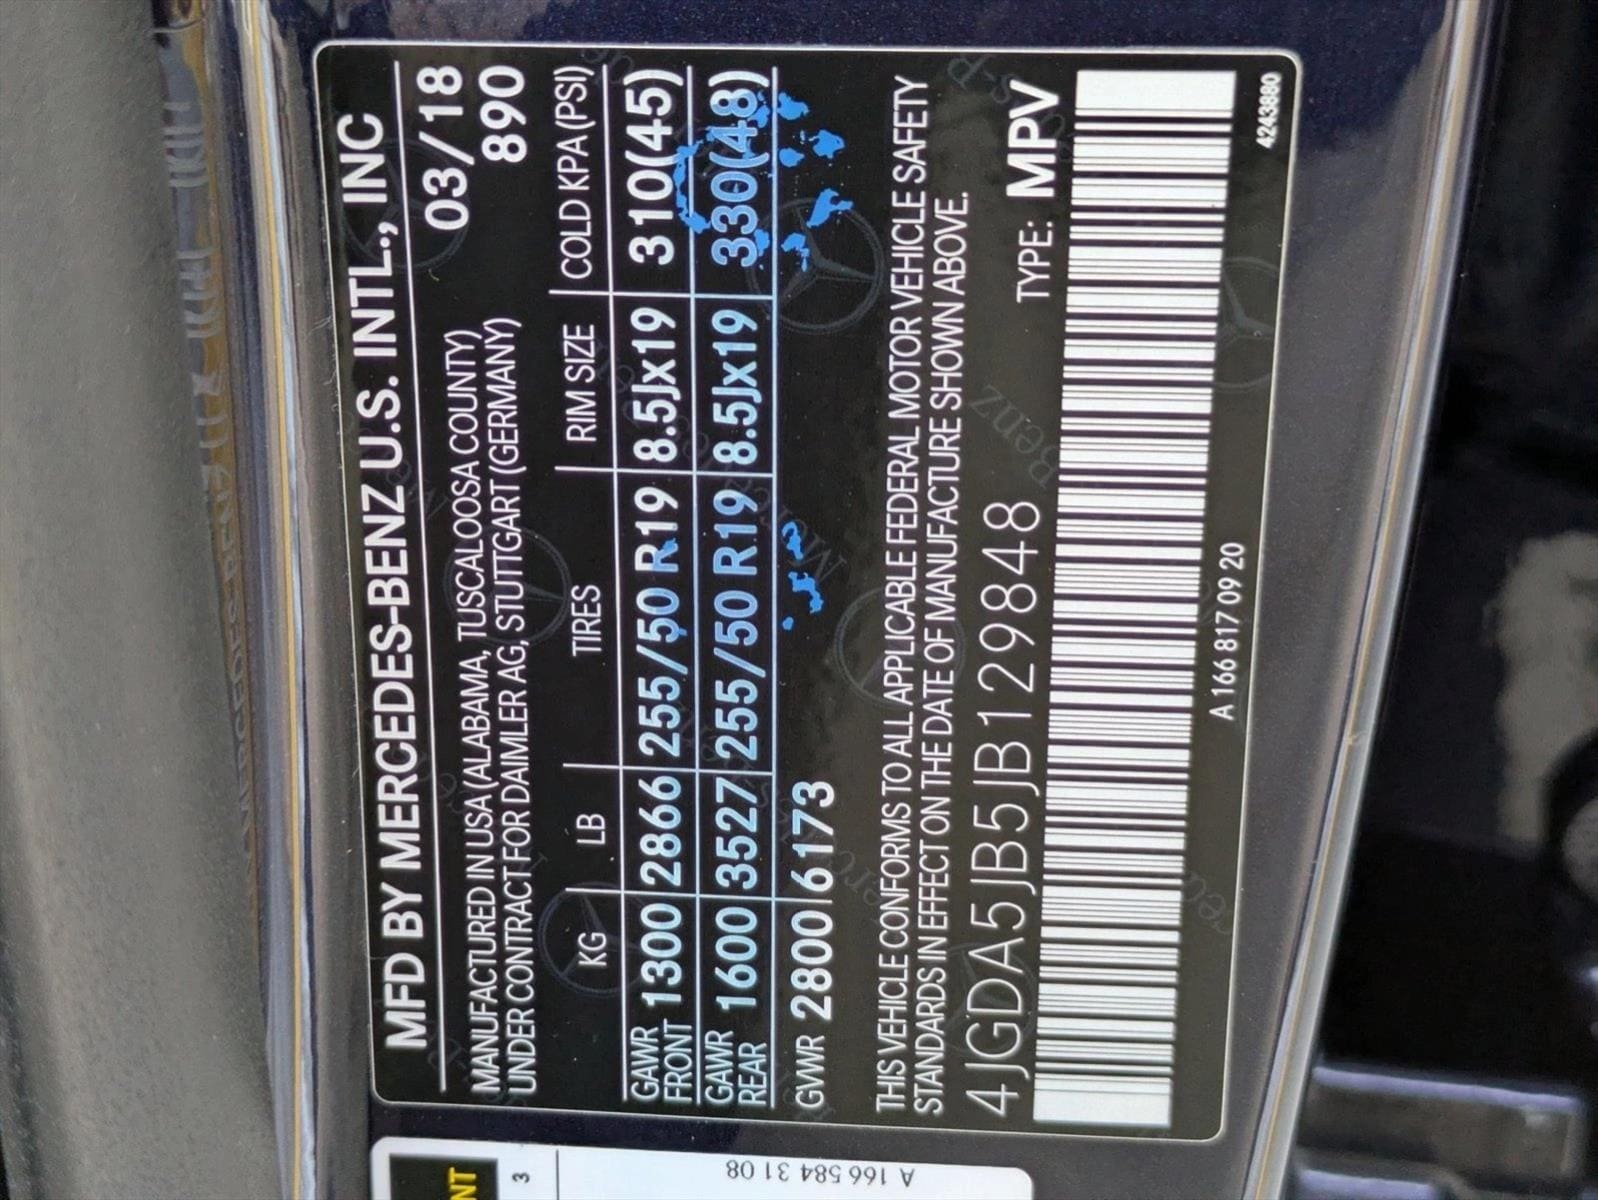 MFD BY MERCEDES-BENZ U.S. INTL., INC
03/18
MANUFACTURED IN USA (ALABAMA, TUSCALOOSA COUNTY)
UNDER CONTRACT FOR DAIMLER AG, STUTTGART (GERMANY) 890
KG LB TIRES RIM SIZE COLD KPA (PSI)
GAWR FRONT 1300 2866 255/50 R19 8.5Jx19 310(45)
GAWR REAR 1600 3527 255/50 R19 8.5Jx19 330(48)
GVWR 2800 6173
THIS VEHICLE CONFORMS TO ALL APPLICABLE FEDERAL MOTOR VEHICLE SAFETY
STANDARDS IN EFFECT ON THE DATE OF MANUFACTURE SHOWN ABOVE.
4JGDA5JB5JB129848 TYPE: MPV
A 166 817 09 20
4243880
NT
3
A 166 584 31 08